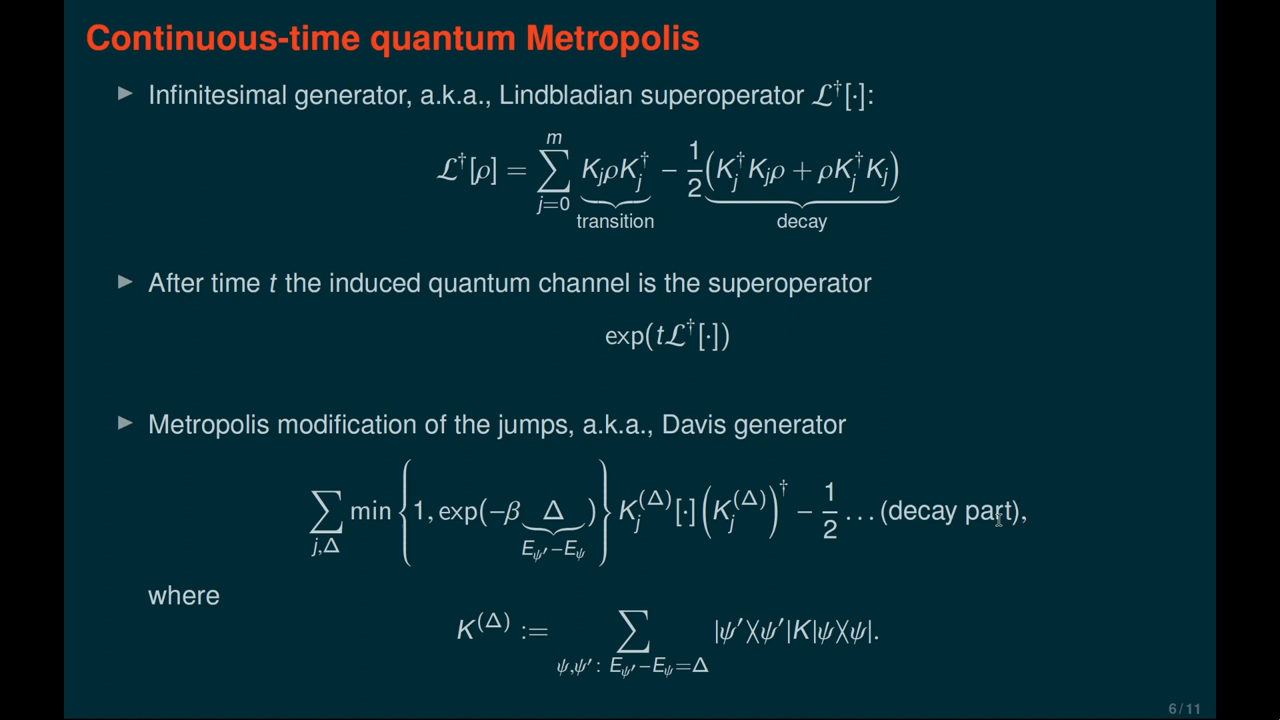 Continuous-time quantum Metropolis
▶ Infinitesimal generator, a.k.a., Lindbladian superoperator ℒ†[·]:
ℒ†[ρ] = ∑_{j=0}^{m} K_jρK_j† (transition) − 1/2 (K_j†K_jρ + ρK_j†K_j) (decay)
▶ After time t the induced quantum channel is the superoperator
exp(tℒ†[·])
▶ Metropolis modification of the jumps, a.k.a., Davis generator
∑_{j,Δ} min {1, exp(−β Δ)} K_j^{(Δ)}[·](K_j^{(Δ)})† − 1/2 … (decay part),
E_{ψ′}−E_ψ
where
K^{(Δ)} := ∑_{ψ,ψ′: E_{ψ′}−E_ψ=Δ} |ψ′⟩⟨ψ′|K|ψ⟩⟨ψ|.
6 / 11